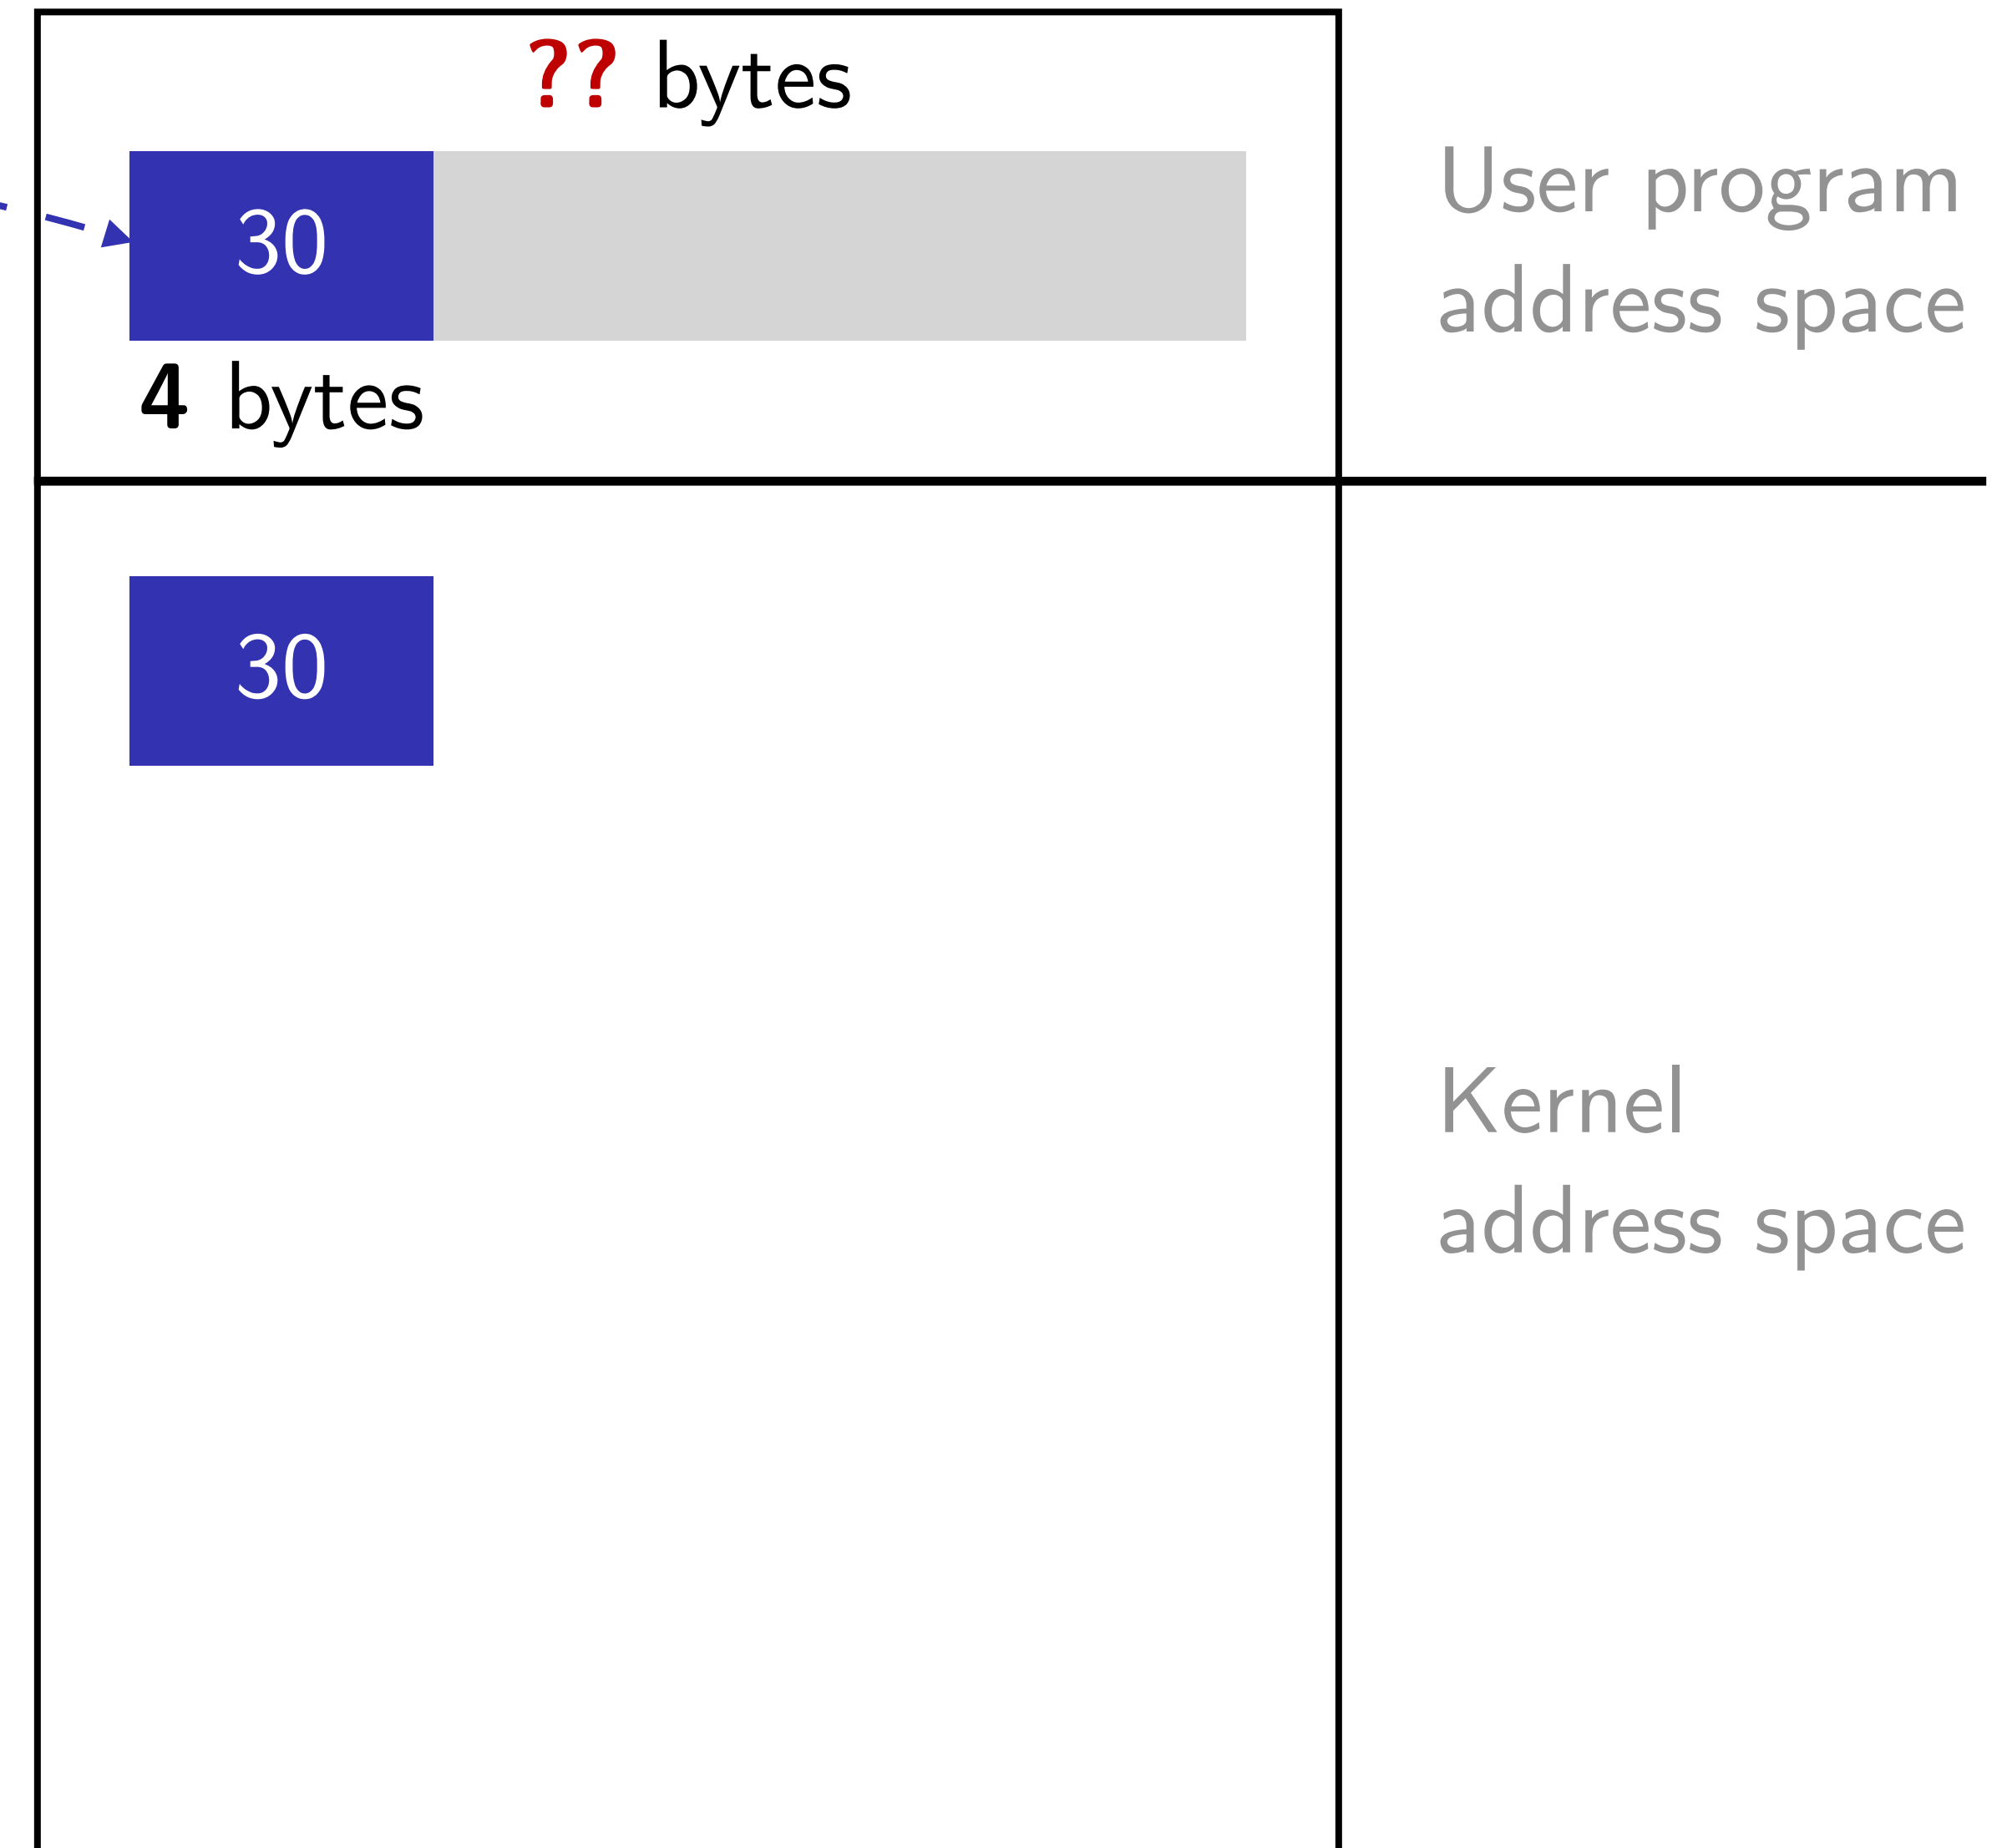 ?? bytes
30
4 bytes
User program
address space
30
Kernel
address space